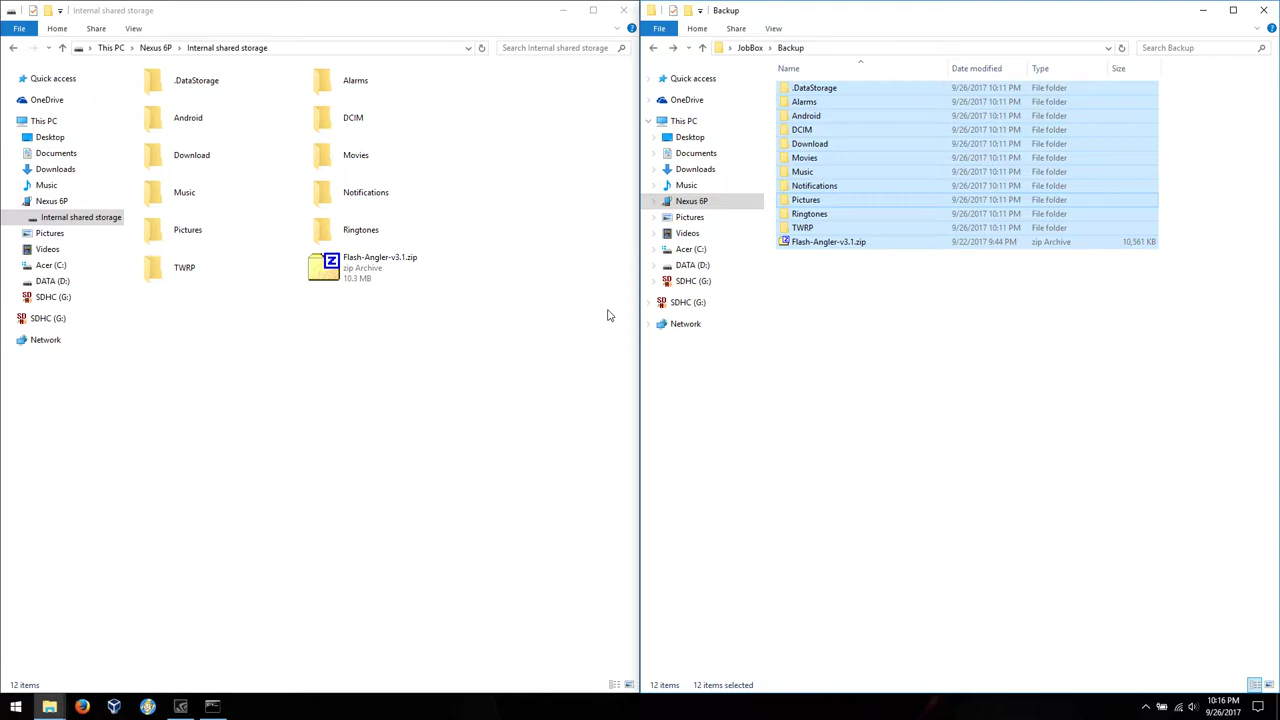 Internal shared storage
File Home Share View
This PC Nexus 6P Internal shared storage
Search Internal shared storage
Quick access
OneDrive
This PC
Desktop
Documents
Downloads
Music
Nexus 6P
Internal shared storage
Pictures
Videos
Acer (C:)
DATA (D:)
SDHC (G:)
SDHC (G:)
Network
.DataStorage
Alarms
Android
DCIM
Download
Movies
Music
Notifications
Pictures
Ringtones
TWRP
Flash-Angler-v3.1.zip
zip Archive
10.3 MB
12 items
Backup
File Home Share View
JobBox Backup
Search Backup
Quick access
OneDrive
This PC
Desktop
Documents
Downloads
Music
Nexus 6P
Pictures
Videos
Acer (C:)
DATA (D:)
SDHC (G:)
SDHC (G:)
Network
Name Date modified Type Size
.DataStorage 9/26/2017 10:11 PM File folder
Alarms 9/26/2017 10:11 PM File folder
Android 9/26/2017 10:11 PM File folder
DCIM 9/26/2017 10:11 PM File folder
Download 9/26/2017 10:11 PM File folder
Movies 9/26/2017 10:11 PM File folder
Music 9/26/2017 10:11 PM File folder
Notifications 9/26/2017 10:11 PM File folder
Pictures 9/26/2017 10:11 PM File folder
Ringtones 9/26/2017 10:11 PM File folder
TWRP 9/26/2017 10:11 PM File folder
Flash-Angler-v3.1.zip 9/22/2017 9:44 PM zip Archive 10,561 KB
12 items 12 items selected
10:16 PM
9/26/2017